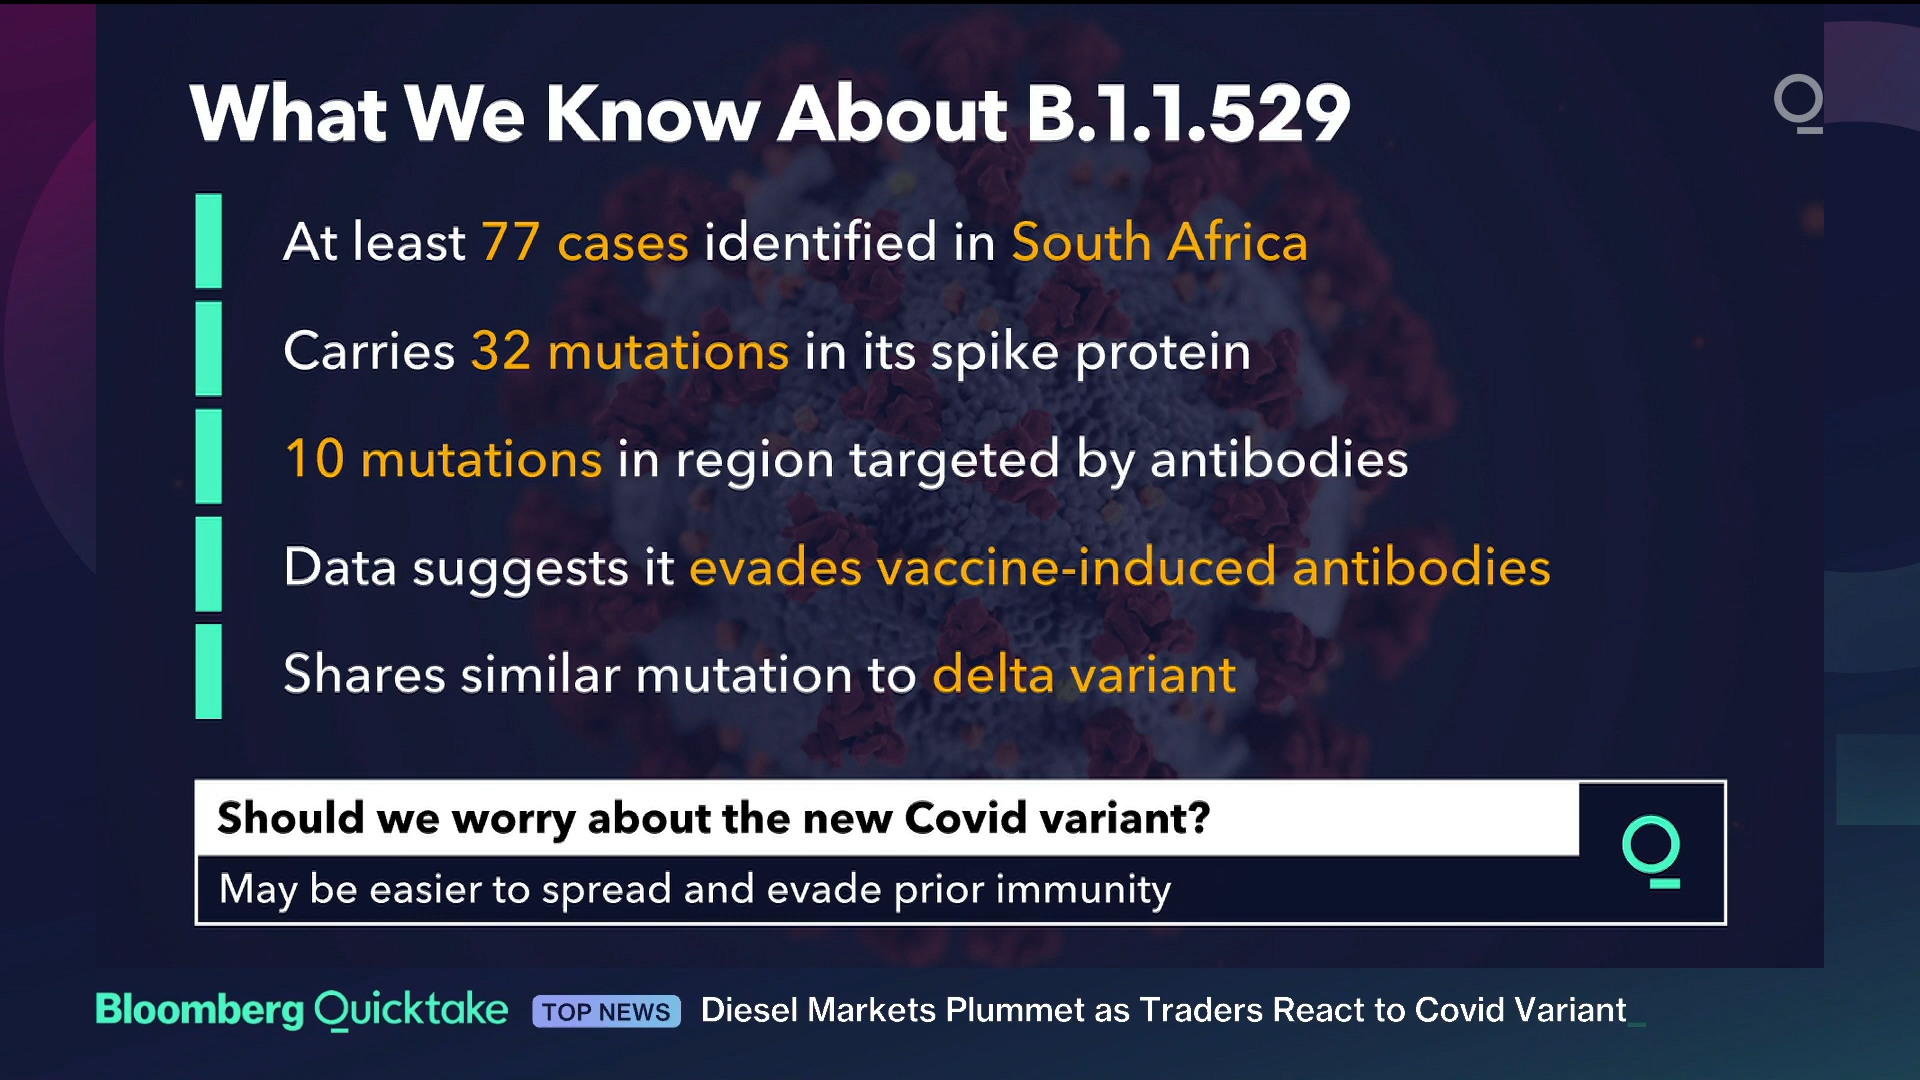 What We Know About B.1.1.529
At least 77 cases identified in South Africa
Carries 32 mutations in its spike protein
10 mutations in region targeted by antibodies
Data suggests it evades vaccine-induced antibodies
Shares similar mutation to delta variant
Should we worry about the new Covid variant?
May be easier to spread and evade prior immunity
Bloomberg Quicktake TOP NEWS Diesel Markets Plummet as Traders React to Covid Variant_